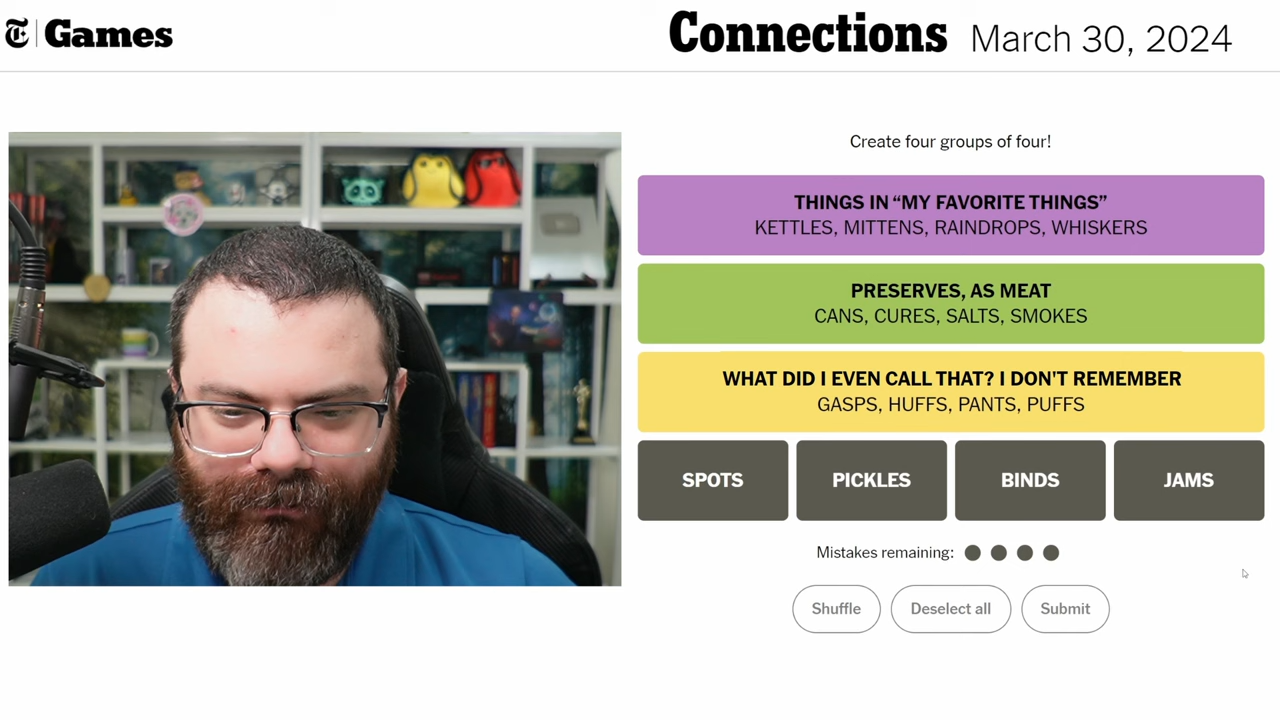 T Games
Connections March 30, 2024
Create four groups of four!
THINGS IN “MY FAVORITE THINGS”
KETTLES, MITTENS, RAINDROPS, WHISKERS
PRESERVES, AS MEAT
CANS, CURES, SALTS, SMOKES
WHAT DID I EVEN CALL THAT? I DON'T REMEMBER
GASPS, HUFFS, PANTS, PUFFS
SPOTS PICKLES BINDS JAMS
Mistakes remaining:
Shuffle Deselect all Submit